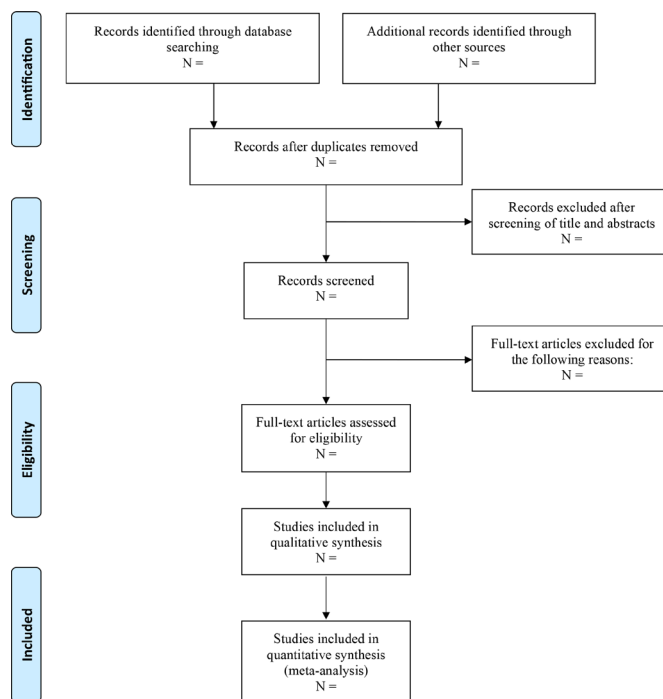 Identification
Records identified through database
searching
N =
Additional records identified through
other sources
N =
Records after duplicates removed
N =
Screening
Records excluded after
screening of title and abstracts
N =
Records screened
N =
Full-text articles excluded for
the following reasons:
N =
Eligibility
Full-text articles assessed
for eligibility
N =
Studies included in
qualitative synthesis
N =
Included
Studies included in
quantitative synthesis
(meta-analysis)
N =